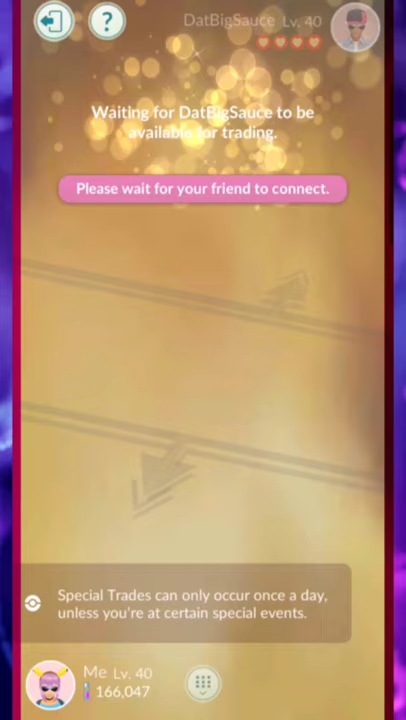 DatBigSauce Lv. 40
Waiting for DatBigSauce to be
available for trading.
Please wait for your friend to connect.
Special Trades can only occur once a day,
unless you're at certain special events.
Me Lv. 40
166,047